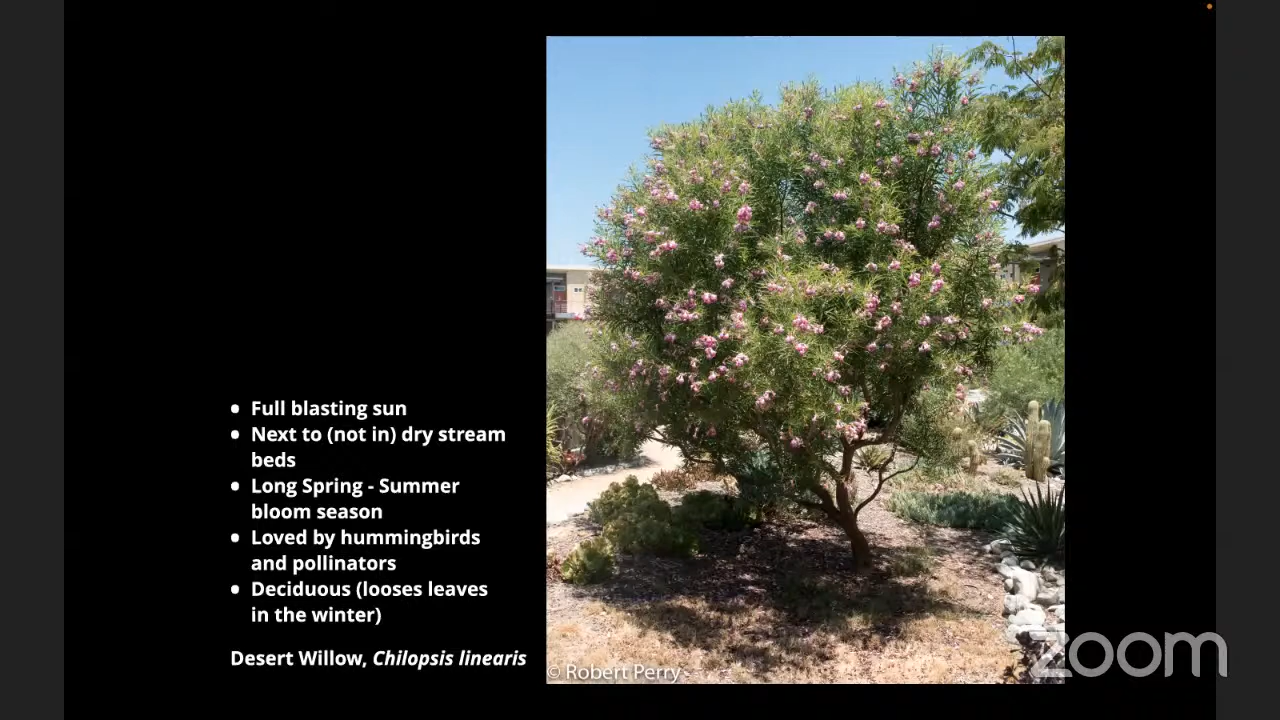 • Full blasting sun
• Next to (not in) dry stream
beds
• Long Spring - Summer
bloom season
• Loved by hummingbirds
and pollinators
• Deciduous (looses leaves
in the winter)
Desert Willow, Chilopsis linearis
© Robert Perry
zoom